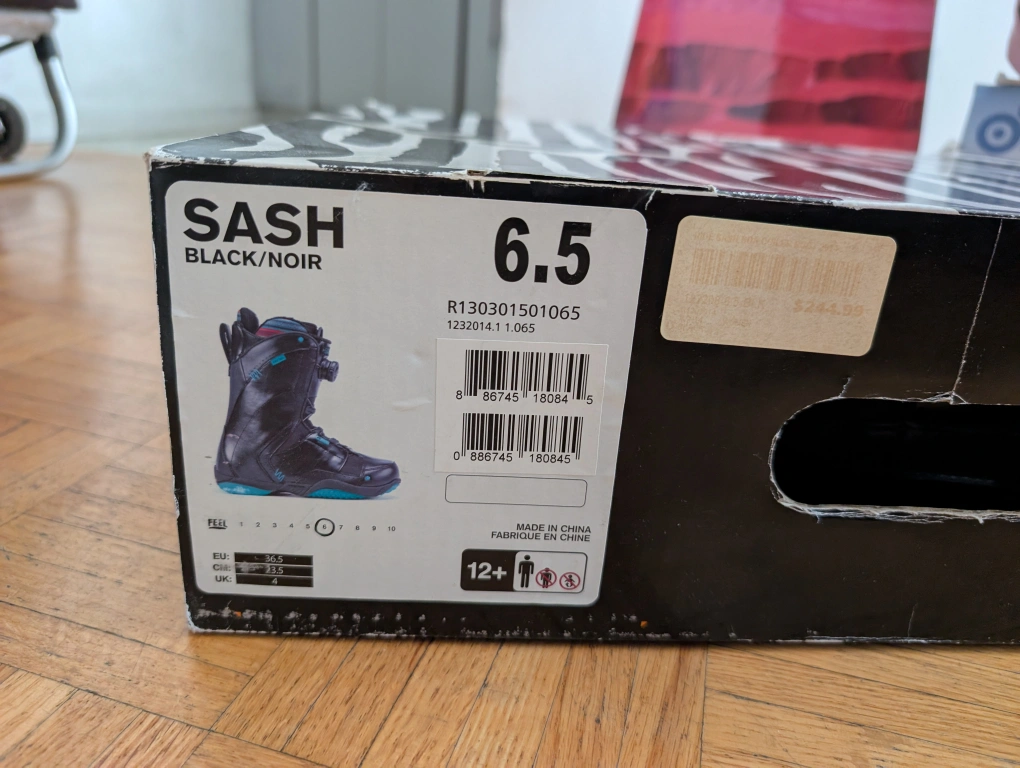 SASH
BLACK/NOIR
6.5
R130301501065
1232014.1 1.065
8 86745 18084 5
0 886745 180845
FEEL 1 2 3 4 5 6 7 8 9 10
MADE IN CHINA
FABRIQUE EN CHINE
EU: 36.5
CM: 23.5
UK: 4
12+
$244.99